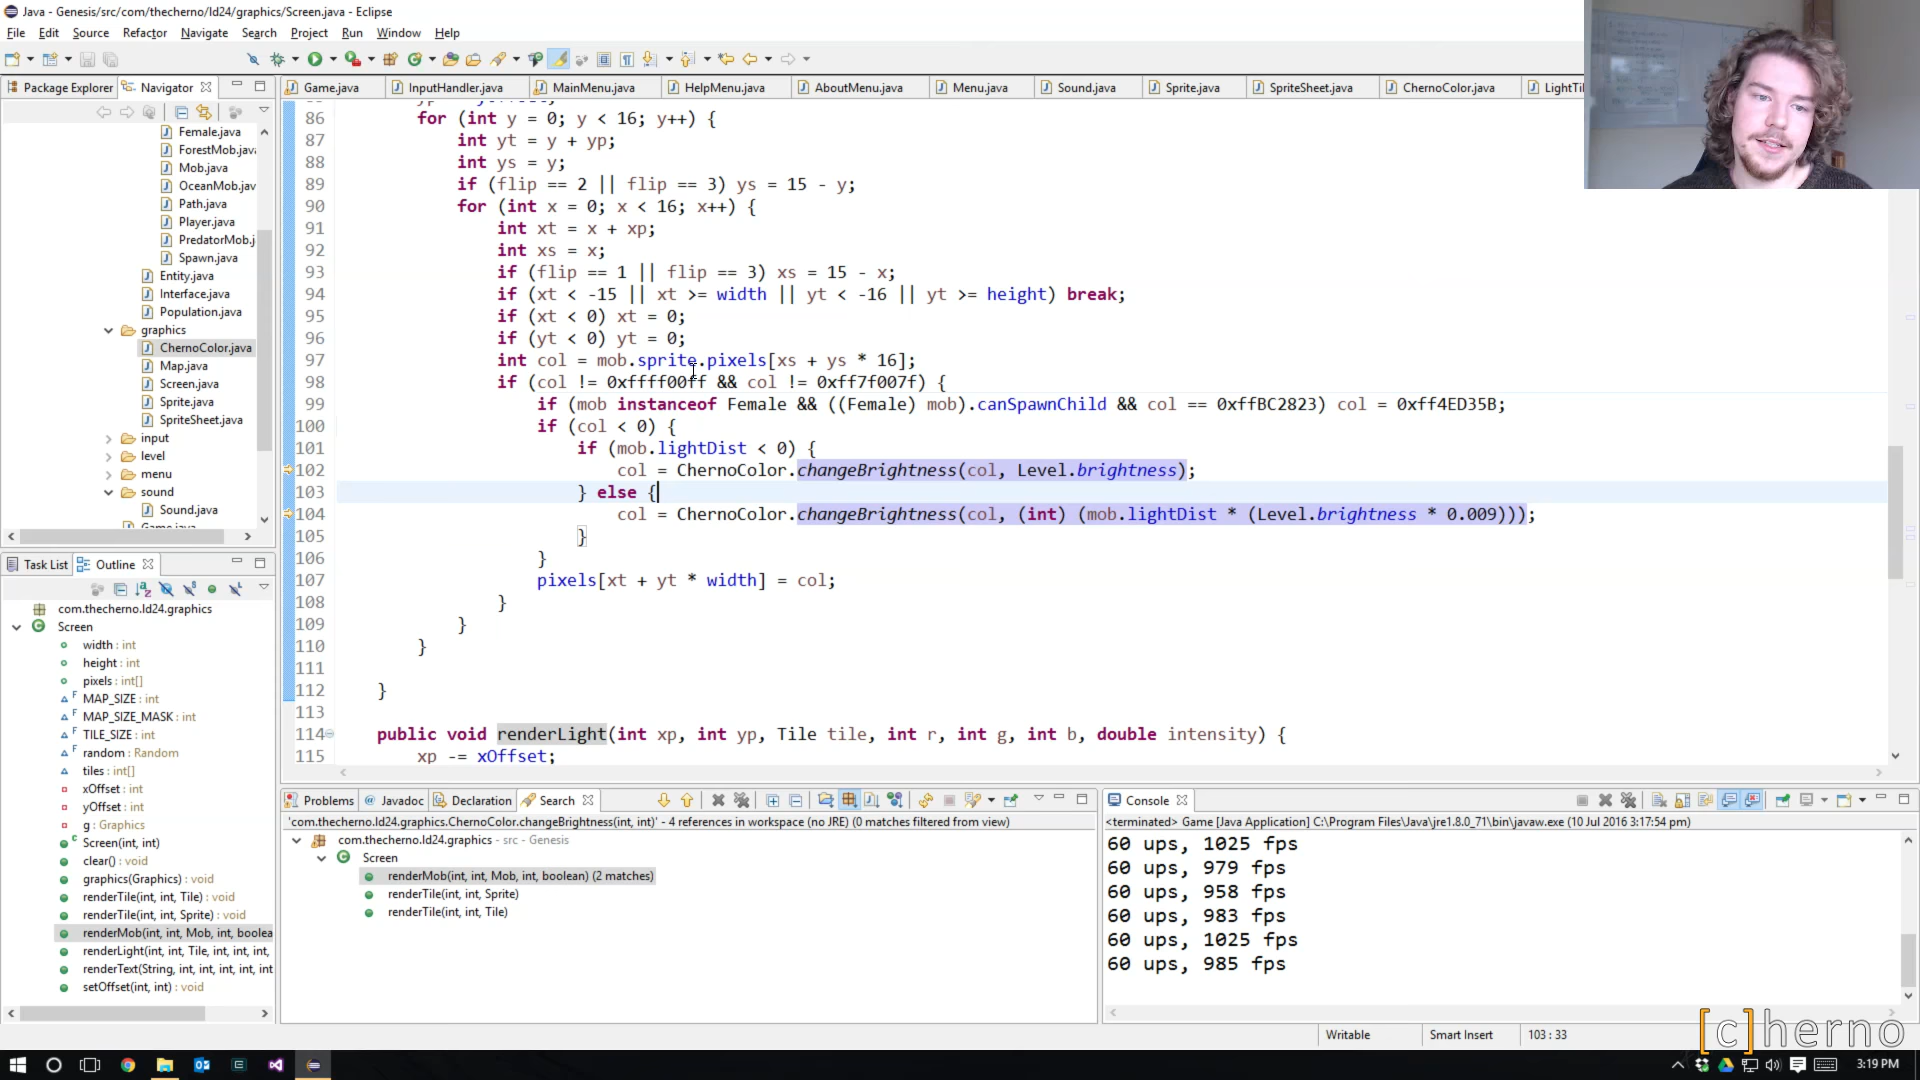 Java - Genesis/src/com/thecherno/ld24/graphics/Screen.java - Eclipse
File Edit Source Refactor Navigate Search Project Run Window Help
Package Explorer Navigator
Game.java InputHandler.java MainMenu.java HelpMenu.java AboutMenu.java Menu.java Sound.java Sprite.java SpriteSheet.java ChernoColor.java LightTil
Female.java
ForestMob.java
Mob.java
OceanMob.jav
Path.java
Player.java
PredatorMob.j
Spawn.java
Entity.java
Interface.java
Population.java
graphics
ChernoColor.java
Map.java
Screen.java
Sprite.java
SpriteSheet.java
input
level
menu
sound
Sound.java
86 for (int y = 0; y < 16; y++) {
87 int yt = y + yp;
88 int ys = y;
89 if (flip == 2 || flip == 3) ys = 15 - y;
90 for (int x = 0; x < 16; x++) {
91 int xt = x + xp;
92 int xs = x;
93 if (flip == 1 || flip == 3) xs = 15 - x;
94 if (xt < -15 || xt >= width || yt < -16 || yt >= height) break;
95 if (xt < 0) xt = 0;
96 if (yt < 0) yt = 0;
97 int col = mob.sprite.pixels[xs + ys * 16];
98 if (col != 0xffff00ff && col != 0xff7f007f) {
99 if (mob instanceof Female && ((Female) mob).canSpawnChild && col == 0xffBC2823) col = 0xff4ED35B;
100 if (col < 0) {
101 if (mob.lightDist < 0) {
102 col = ChernoColor.changeBrightness(col, Level.brightness);
103 } else {
104 col = ChernoColor.changeBrightness(col, (int) (mob.lightDist * (Level.brightness * 0.009)));
105 }
106 }
107 pixels[xt + yt * width] = col;
108 }
109 }
110 }
111
112 }
113
114 public void renderLight(int xp, int yp, Tile tile, int r, int g, int b, double intensity) {
115 xp -= xOffset;
Task List Outline
com.thecherno.ld24.graphics
Screen
width : int
height : int
pixels : int[]
MAP_SIZE : int
MAP_SIZE_MASK : int
TILE_SIZE : int
random : Random
tiles : int[]
xOffset : int
yOffset : int
g : Graphics
Screen(int, int)
clear() : void
graphics(Graphics) : void
renderTile(int, int, Tile) : void
renderTile(int, int, Sprite) : void
renderMob(int, int, Mob, int, boolea
renderLight(int, int, Tile, int, int, int,
renderText(String, int, int, int, int, int
setOffset(int, int) : void
Problems Javadoc Declaration Search
'com.thecherno.ld24.graphics.ChernoColor.changeBrightness(int, int)' - 4 references in workspace (no JRE) (0 matches filtered from view)
com.thecherno.ld24.graphics - src - Genesis
Screen
renderMob(int, int, Mob, int, boolean) (2 matches)
renderTile(int, int, Sprite)
renderTile(int, int, Tile)
Console
<terminated> Game [Java Application] C:\Program Files\Java\jre1.8.0_71\bin\javaw.exe (10 Jul 2016 3:17:54 pm)
60 ups, 1025 fps
60 ups, 979 fps
60 ups, 958 fps
60 ups, 983 fps
60 ups, 1025 fps
60 ups, 985 fps
Writable Smart Insert 103 : 33
[c]herno
3:19 PM